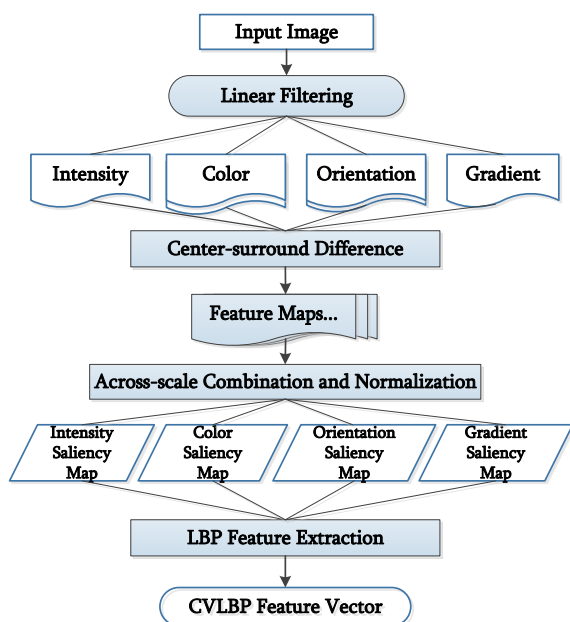 Input Image
Linear Filtering
Intensity
Color
Orientation
Gradient
Center-surround Difference
Feature Maps...
Across-scale Combination and Normalization
Intensity
Saliency
Map
Color
Saliency
Map
Orientation
Saliency
Map
Gradient
Saliency
Map
LBP Feature Extraction
CVLBP Feature Vector